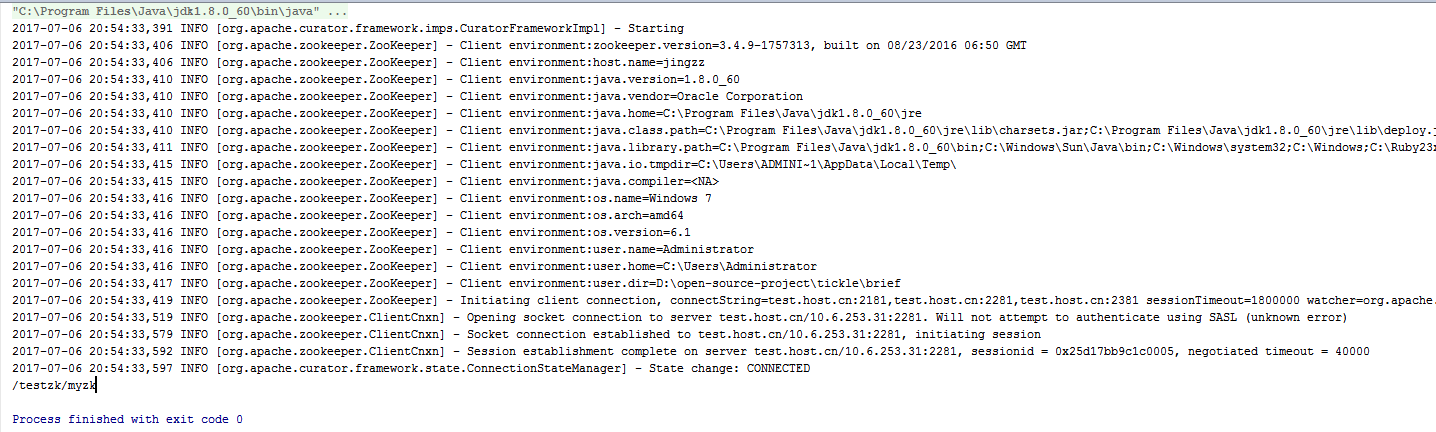 "C:\Program Files\Java\jdk1.8.0_60\bin\java" ...
2017-07-06 20:54:33,391 INFO [org.apache.curator.framework.imps.CuratorFrameworkImpl] - Starting
2017-07-06 20:54:33,406 INFO [org.apache.zookeeper.ZooKeeper] - Client environment:zookeeper.version=3.4.9-1757313, built on 08/23/2016 06:50 GMT
2017-07-06 20:54:33,406 INFO [org.apache.zookeeper.ZooKeeper] - Client environment:host.name=jingzz
2017-07-06 20:54:33,410 INFO [org.apache.zookeeper.ZooKeeper] - Client environment:java.version=1.8.0_60
2017-07-06 20:54:33,410 INFO [org.apache.zookeeper.ZooKeeper] - Client environment:java.vendor=Oracle Corporation
2017-07-06 20:54:33,410 INFO [org.apache.zookeeper.ZooKeeper] - Client environment:java.home=C:\Program Files\Java\jdk1.8.0_60\jre
2017-07-06 20:54:33,410 INFO [org.apache.zookeeper.ZooKeeper] - Client environment:java.class.path=C:\Program Files\Java\jdk1.8.0_60\jre\lib\charsets.jar;C:\Program Files\Java\jdk1.8.0_60\jre\lib\deploy.j
2017-07-06 20:54:33,411 INFO [org.apache.zookeeper.ZooKeeper] - Client environment:java.library.path=C:\Program Files\Java\jdk1.8.0_60\bin;C:\Windows\Sun\Java\bin;C:\Windows\system32;C:\Windows;C:\Ruby23x
2017-07-06 20:54:33,415 INFO [org.apache.zookeeper.ZooKeeper] - Client environment:java.io.tmpdir=C:\Users\ADMINI~1\AppData\Local\Temp\
2017-07-06 20:54:33,415 INFO [org.apache.zookeeper.ZooKeeper] - Client environment:java.compiler=<NA>
2017-07-06 20:54:33,416 INFO [org.apache.zookeeper.ZooKeeper] - Client environment:os.name=Windows 7
2017-07-06 20:54:33,416 INFO [org.apache.zookeeper.ZooKeeper] - Client environment:os.arch=amd64
2017-07-06 20:54:33,416 INFO [org.apache.zookeeper.ZooKeeper] - Client environment:os.version=6.1
2017-07-06 20:54:33,416 INFO [org.apache.zookeeper.ZooKeeper] - Client environment:user.name=Administrator
2017-07-06 20:54:33,416 INFO [org.apache.zookeeper.ZooKeeper] - Client environment:user.home=C:\Users\Administrator
2017-07-06 20:54:33,417 INFO [org.apache.zookeeper.ZooKeeper] - Client environment:user.dir=D:\open-source-project\tickle\brief
2017-07-06 20:54:33,419 INFO [org.apache.zookeeper.ZooKeeper] - Initiating client connection, connectString=test.host.cn:2181,test.host.cn:2281,test.host.cn:2381 sessionTimeout=1800000 watcher=org.apache.
2017-07-06 20:54:33,519 INFO [org.apache.zookeeper.ClientCnxn] - Opening socket connection to server test.host.cn/10.6.253.31:2281. Will not attempt to authenticate using SASL (unknown error)
2017-07-06 20:54:33,579 INFO [org.apache.zookeeper.ClientCnxn] - Socket connection established to test.host.cn/10.6.253.31:2281, initiating session
2017-07-06 20:54:33,592 INFO [org.apache.zookeeper.ClientCnxn] - Session establishment complete on server test.host.cn/10.6.253.31:2281, sessionid = 0x25d17bb9c1c0005, negotiated timeout = 40000
2017-07-06 20:54:33,597 INFO [org.apache.curator.framework.state.ConnectionStateManager] - State change: CONNECTED
/testzk/myzk
Process finished with exit code 0